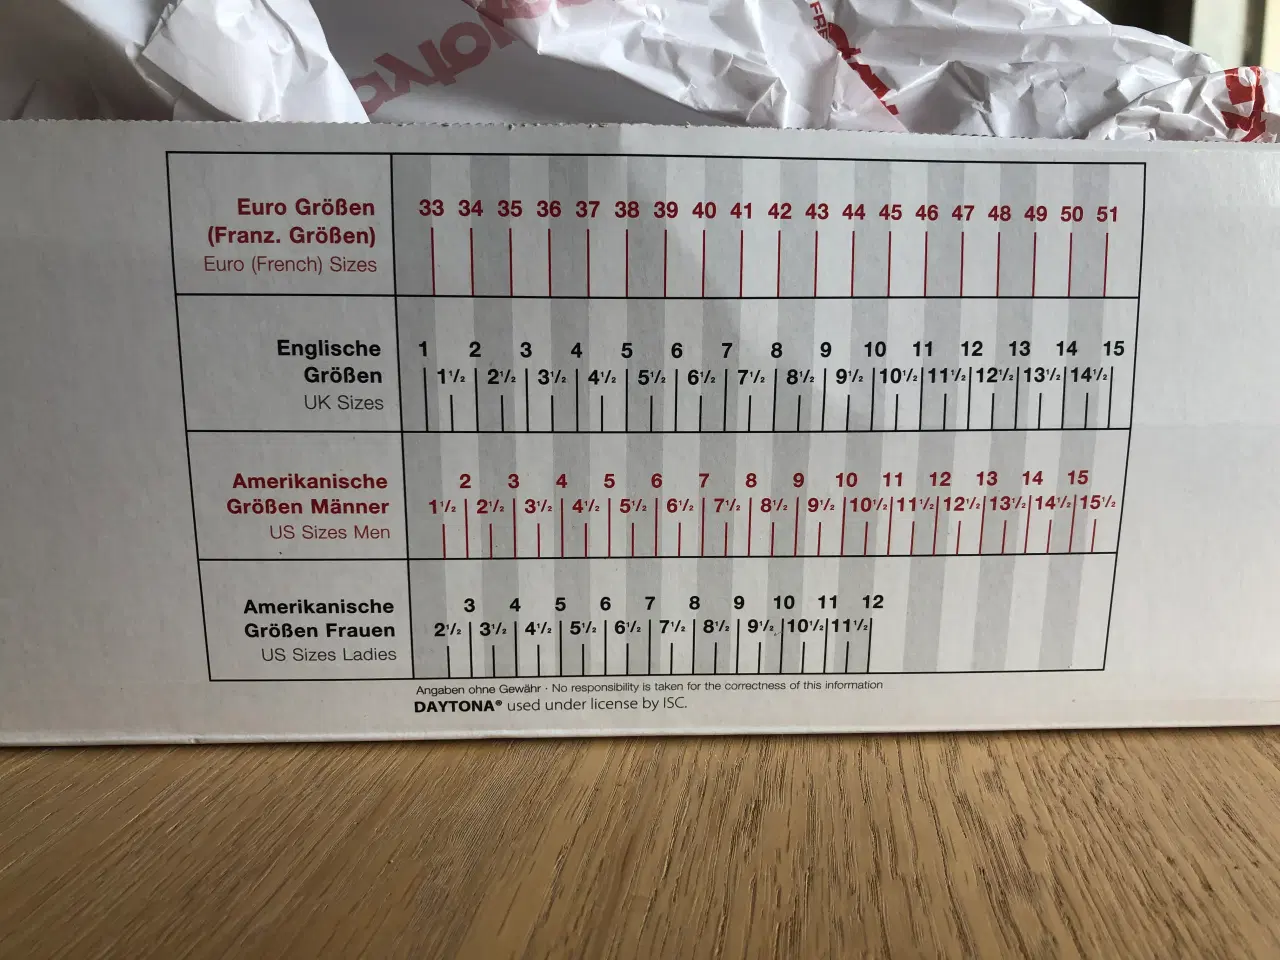 Euro Größen
(Franz. Größen)
Euro (French) Sizes
33 34 35 36 37 38 39 40 41 42 43 44 45 46 47 48 49 50 51
Englische
Größen
UK Sizes
1 2 3 4 5 6 7 8 9 10 11 12 13 14 15
1½ 2½ 3½ 4½ 5½ 6½ 7½ 8½ 9½ 10½ 11½ 12½ 13½ 14½
Amerikanische
Größen Männer
US Sizes Men
2 3 4 5 6 7 8 9 10 11 12 13 14 15
1½ 2½ 3½ 4½ 5½ 6½ 7½ 8½ 9½ 10½ 11½ 12½ 13½ 14½ 15½
Amerikanische
Größen Frauen
US Sizes Ladies
3 4 5 6 7 8 9 10 11 12
2½ 3½ 4½ 5½ 6½ 7½ 8½ 9½ 10½ 11½
Angaben ohne Gewähr · No responsibility is taken for the correctness of this information
DAYTONA® used under license by ISC.